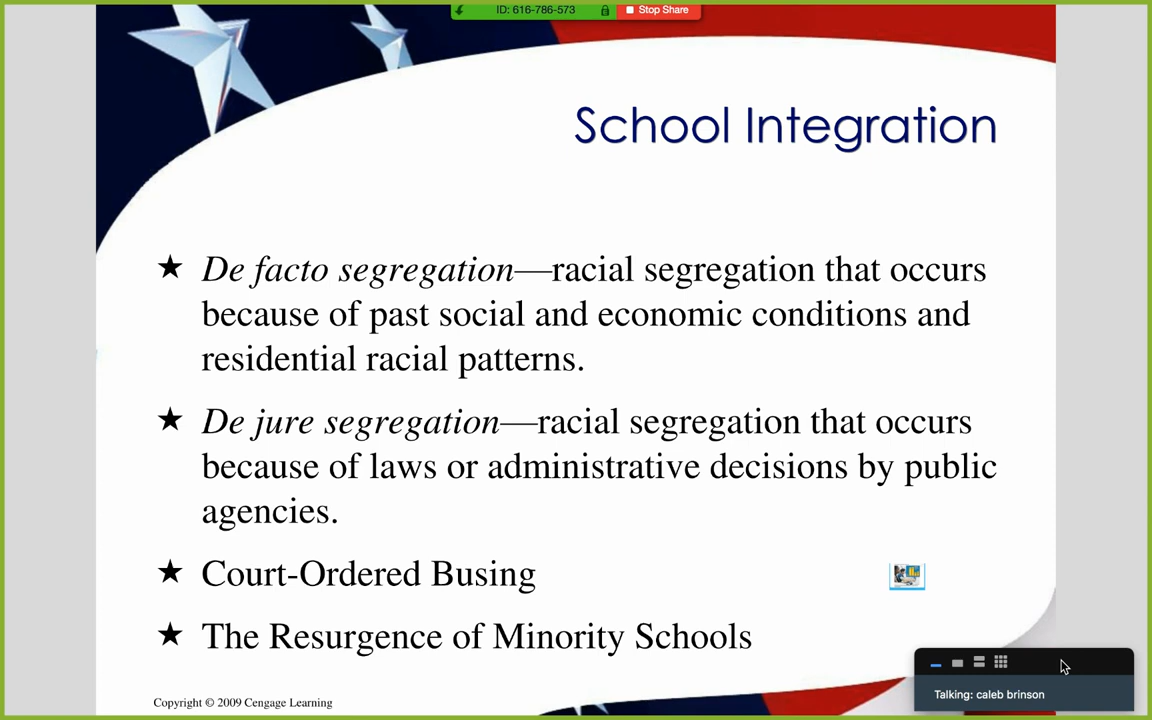 ID: 616-786-573
Stop Share
School Integration
★ De facto segregation—racial segregation that occurs
because of past social and economic conditions and
residential racial patterns.
★ De jure segregation—racial segregation that occurs
because of laws or administrative decisions by public
agencies.
★ Court-Ordered Busing
★ The Resurgence of Minority Schools
Talking: caleb brinson
Copyright © 2009 Cengage Learning